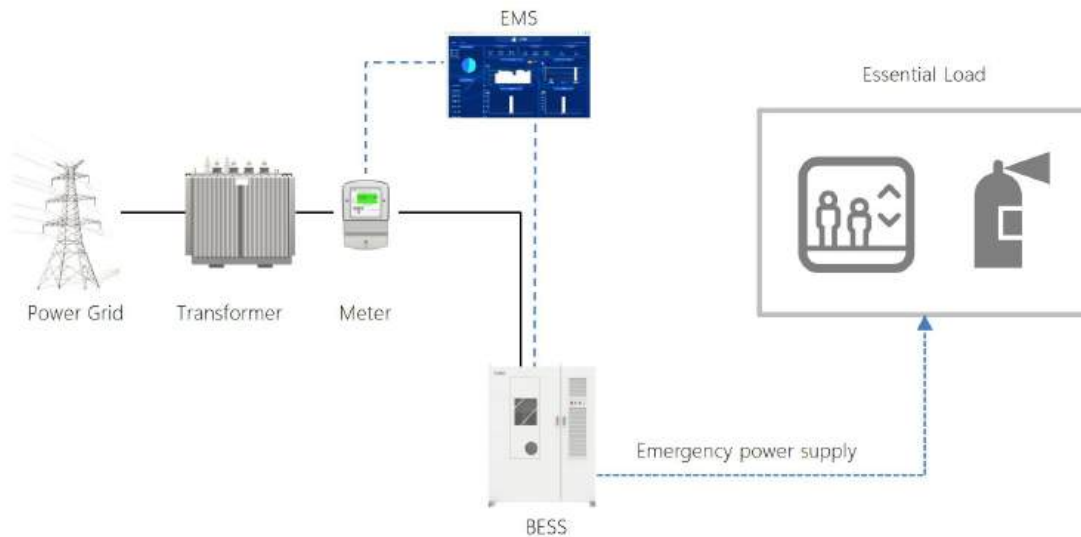 EMS
Essential Load
Power Grid
Transformer
Meter
Emergency power supply
BESS